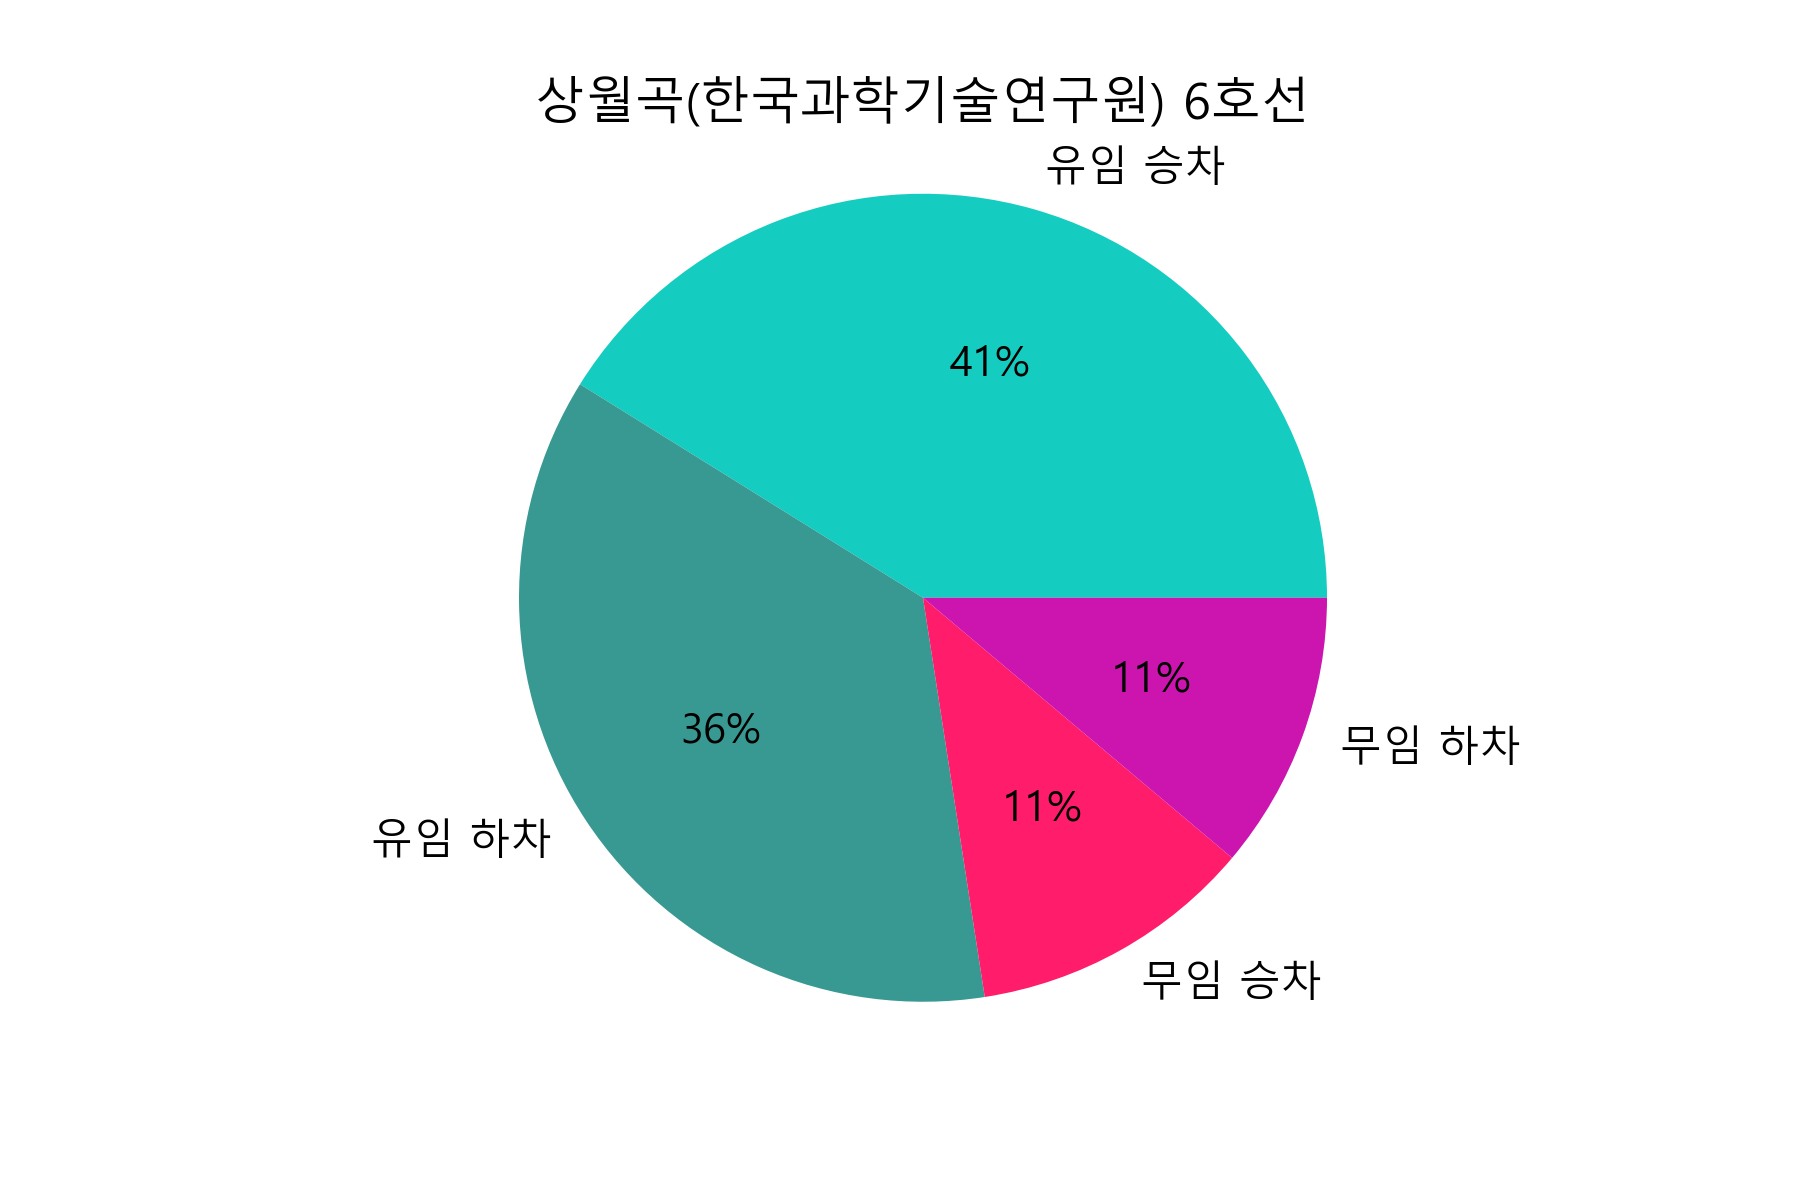 상월곡(한국과학기술연구원) 6호선
유임 승차
41%
36%
유임 하차
11%
무임 승차
11%
무임 하차